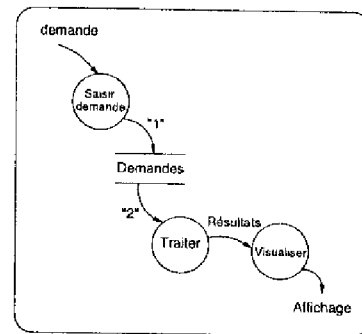 demande
Saisir
demande
"1"
Demandes
"2"
Traiter
Résultats
Visualiser
Affichage